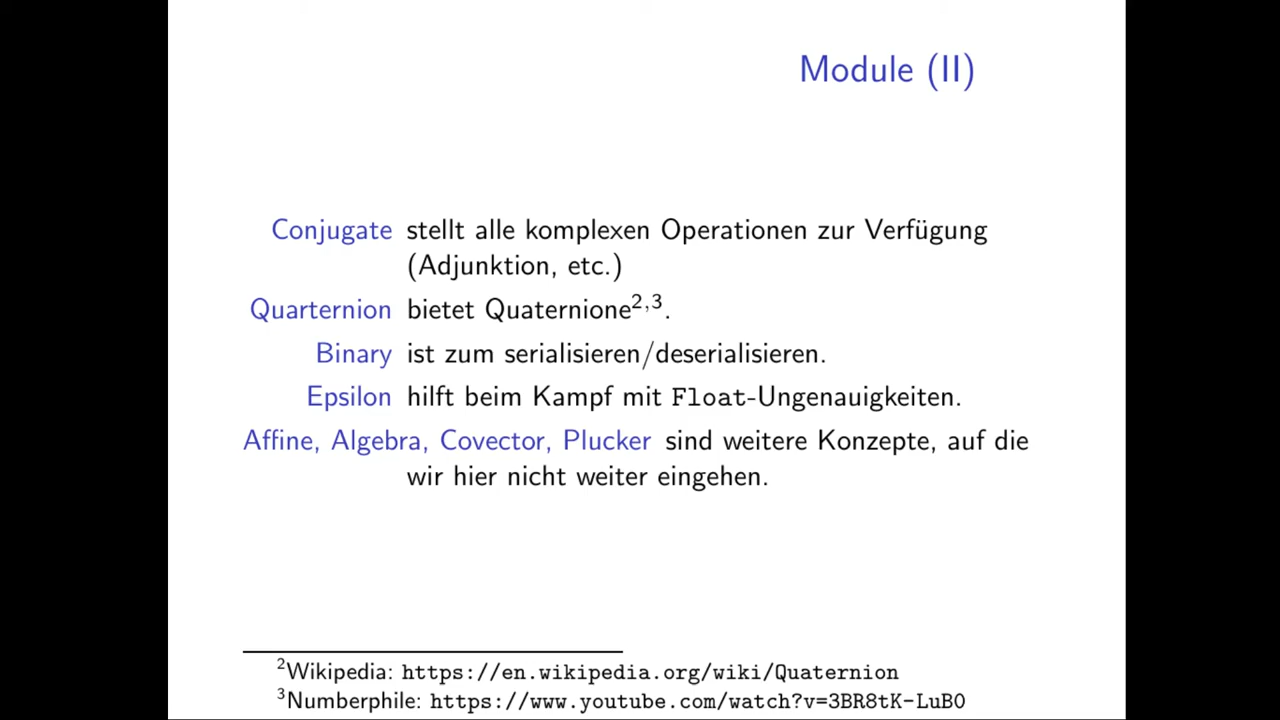 Module (II)
Conjugate stellt alle komplexen Operationen zur Verfügung
(Adjunktion, etc.)
Quarternion bietet Quaternione2,3.
Binary ist zum serialisieren/deserialisieren.
Epsilon hilft beim Kampf mit Float-Ungenauigkeiten.
Affine, Algebra, Covector, Plucker sind weitere Konzepte, auf die
wir hier nicht weiter eingehen.
2Wikipedia: https://en.wikipedia.org/wiki/Quaternion
3Numberphile: https://www.youtube.com/watch?v=3BR8tK-LuB0